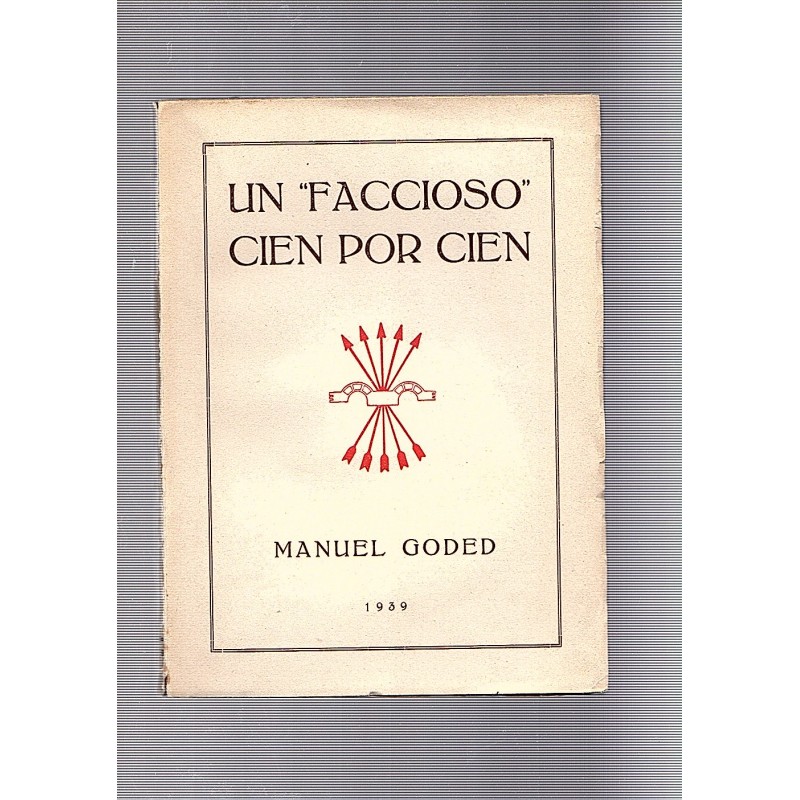 UN "FACCIOSO"
CIEN POR CIEN
MANUEL GODED
1939